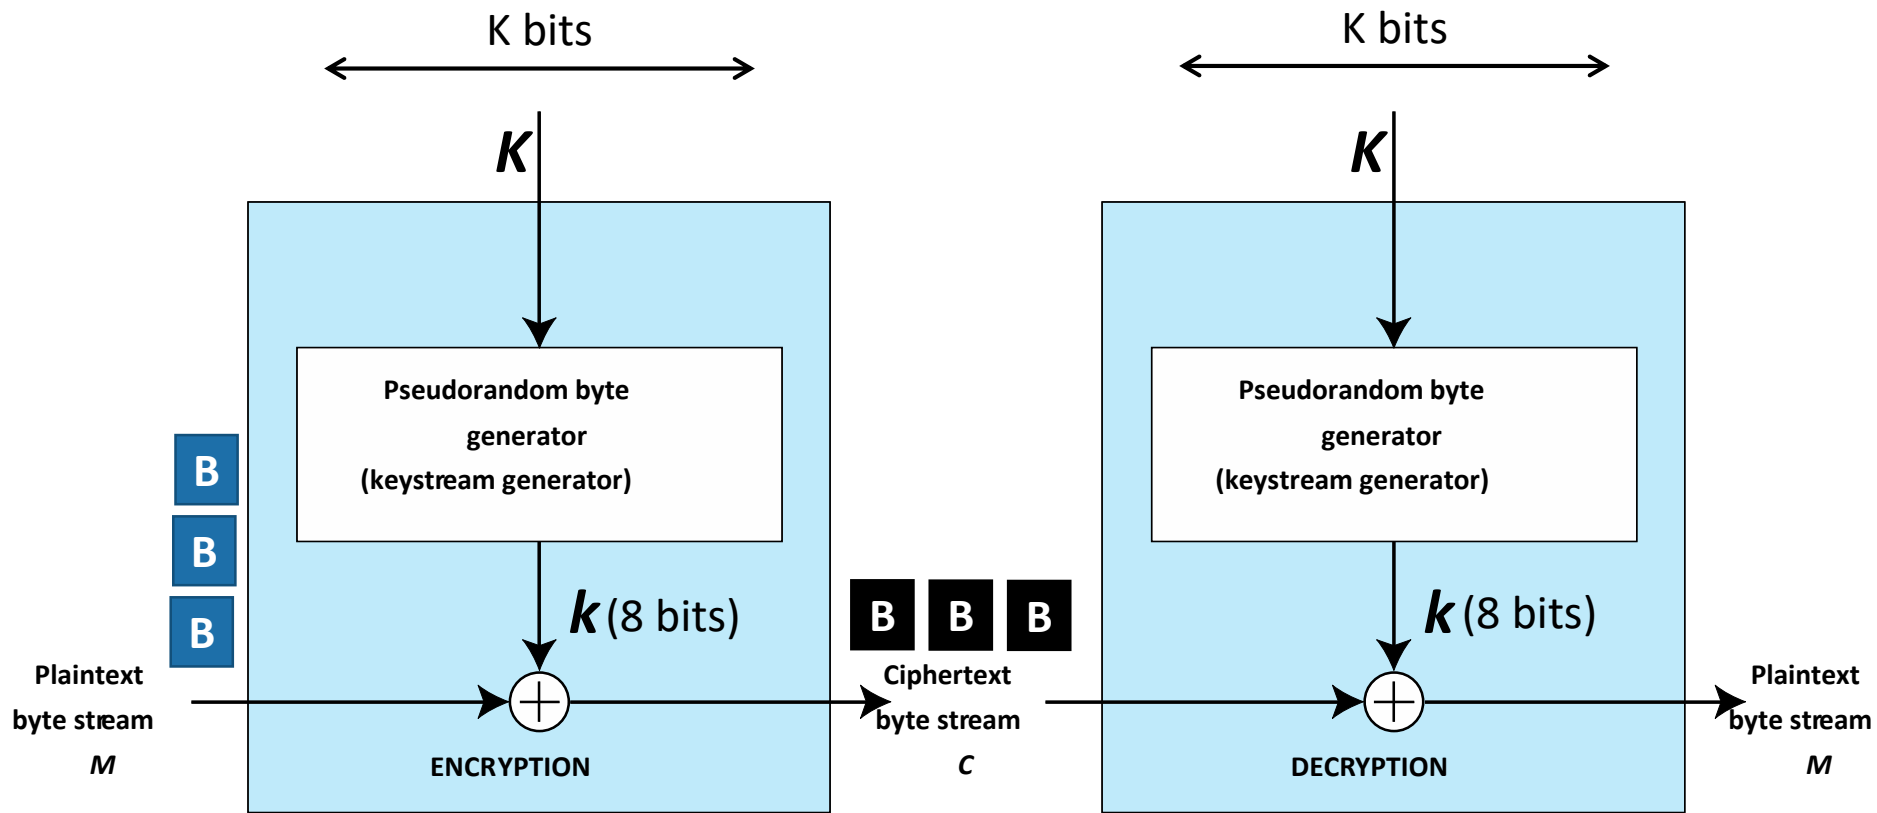 K bits
K
Pseudorandom byte
generator
(keystream generator)
k (8 bits)
B
B
B
Plaintext
byte stream
M
ENCRYPTION
B B B
Ciphertext
byte stream
C
K bits
K
Pseudorandom byte
generator
(keystream generator)
k (8 bits)
DECRYPTION
Plaintext
byte stream
M